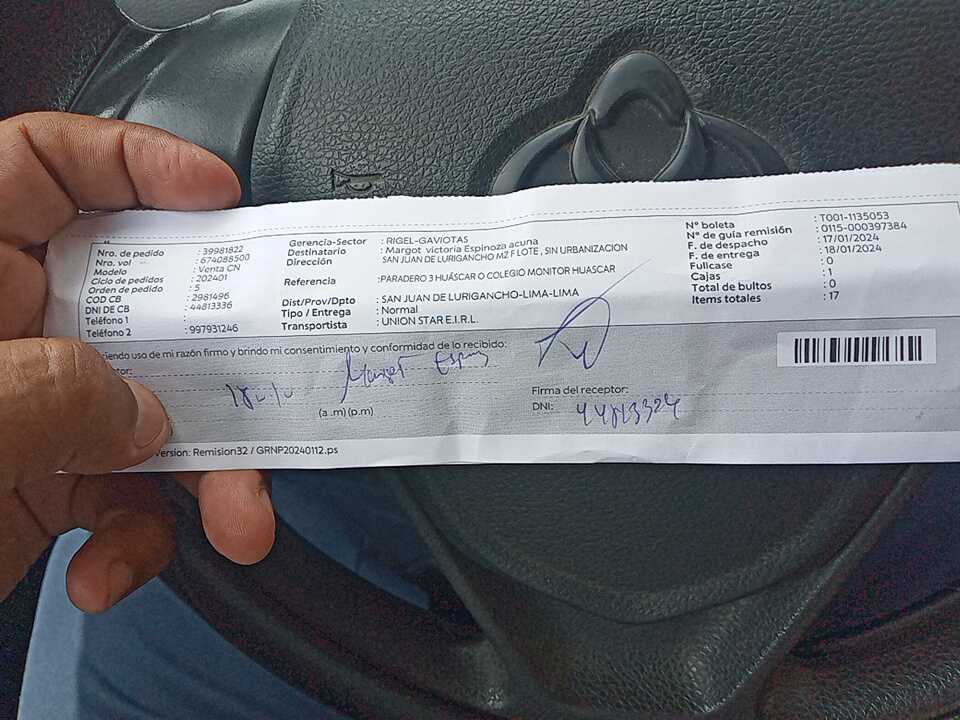 Nro. de pedido : 39981822
Nro. vol : 674088500
Modelo : Venta CN
Ciclo de pedidos : 202401
Orden de pedido : 5
COD CB : 2981496
DNI DE CB : 44813336
Teléfono 1 :
Teléfono 2 : 997931246
Gerencia-Sector : RIGEL-GAVIOTAS
Destinatario : Margot victoria Espinoza acuna
Dirección SAN JUAN DE LURIGANCHO MZ F LOTE , SIN URBANIZACION
Referencia : PARADERO 3 HUÁSCAR O COLEGIO MONITOR HUASCAR
Dist/Prov/Dpto : SAN JUAN DE LURIGANCHO-LIMA-LIMA
Tipo / Entrega : Normal
Transportista : UNION STAR E.I.R.L.
N° boleta : T001-1135053
N° de guía remisión : 0115-000397384
F. de despacho : 17/01/2024
F. de entrega : 18/01/2024
Fullcase : 0
Cajas : 1
Total de bultos : 0
Items totales : 17
ciendo uso de mi razón firmo y brindo mi consentimiento y conformidad de lo recibido:
tor:
Margot
(a .m) (p.m)
Firma del receptor:
DNI:
Version: Remision32 / GRNP20240112.ps